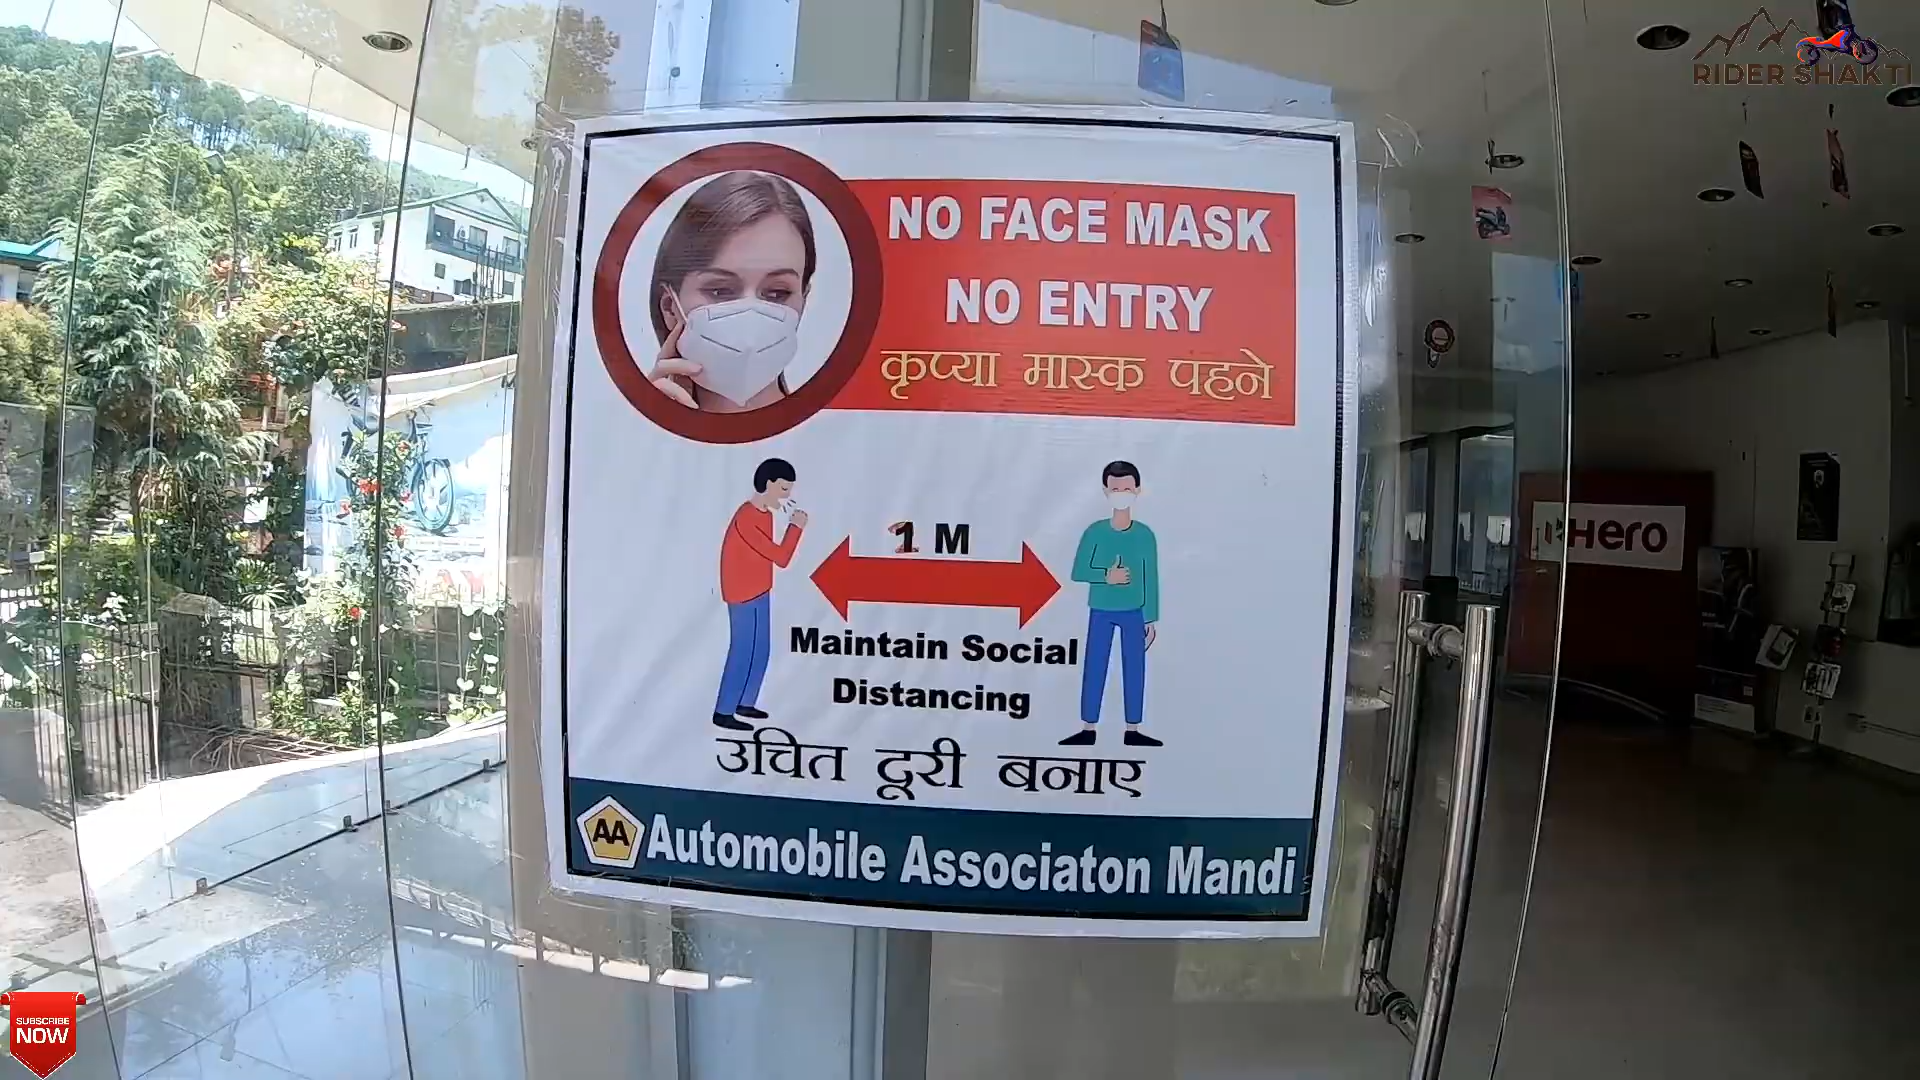 RIDER SHAKTI
NO FACE MASK
NO ENTRY
कृप्या मास्क पहने
1 M
Maintain Social
Distancing
उचित दूरी बनाए
AA Automobile Associaton Mandi
Hero
SUBSCRIBE
NOW